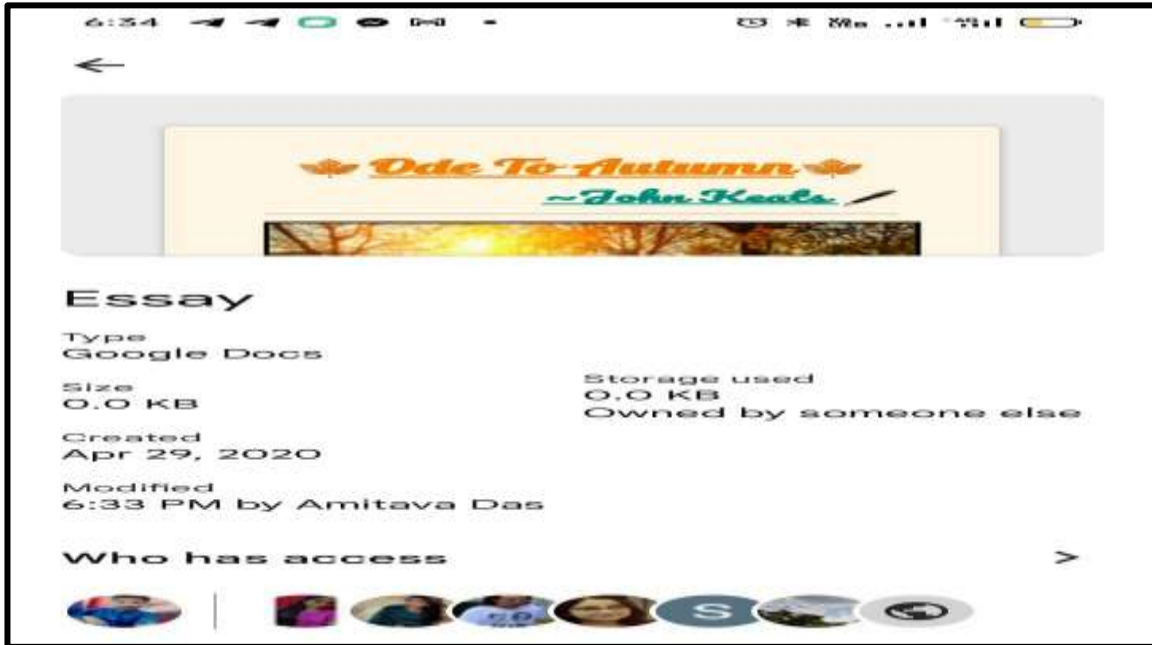 6:34
Ode To Autumn
~John Keats
Essay
Type
Google Docs
Size
0.0 KB
Storage used
0.0 KB
Owned by someone else
Created
Apr 29, 2020
Modified
6:33 PM by Amitava Das
Who has access
S